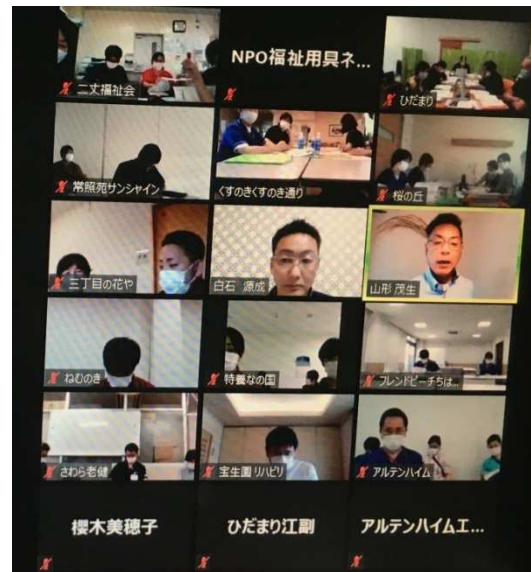 二丈福祉会
NPO福祉用具ネ...
ひだまり
常照苑サンシャイン
くすのきくすのき通り
桜の丘
三丁目の花や
白石 源成
山形 茂生
ねむのき
特養なの国
フレンドピーチちは...
さわら老健
宝生園リハビリ
アルテンハイム
櫻木美穂子
ひだまり江副
アルテンハイムエ...